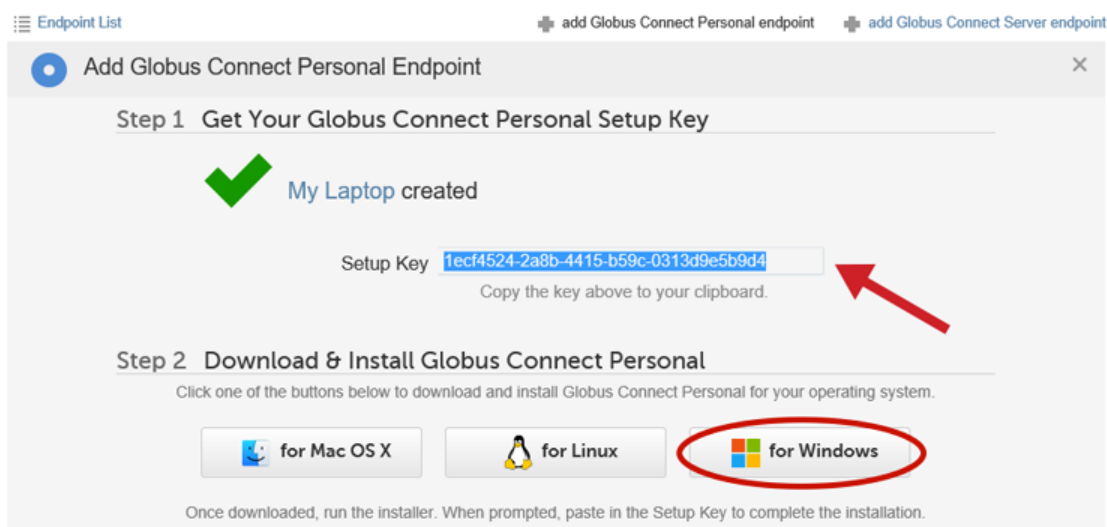 Endpoint List
add Globus Connect Personal endpoint
add Globus Connect Server endpoint
Add Globus Connect Personal Endpoint
Step 1 Get Your Globus Connect Personal Setup Key
My Laptop created
Setup Key 1ecf4524-2a8b-4415-b59c-0313d9e5b9d4
Copy the key above to your clipboard.
Step 2 Download & Install Globus Connect Personal
Click one of the buttons below to download and install Globus Connect Personal for your operating system.
for Mac OS X
for Linux
for Windows
Once downloaded, run the installer. When prompted, paste in the Setup Key to complete the installation.